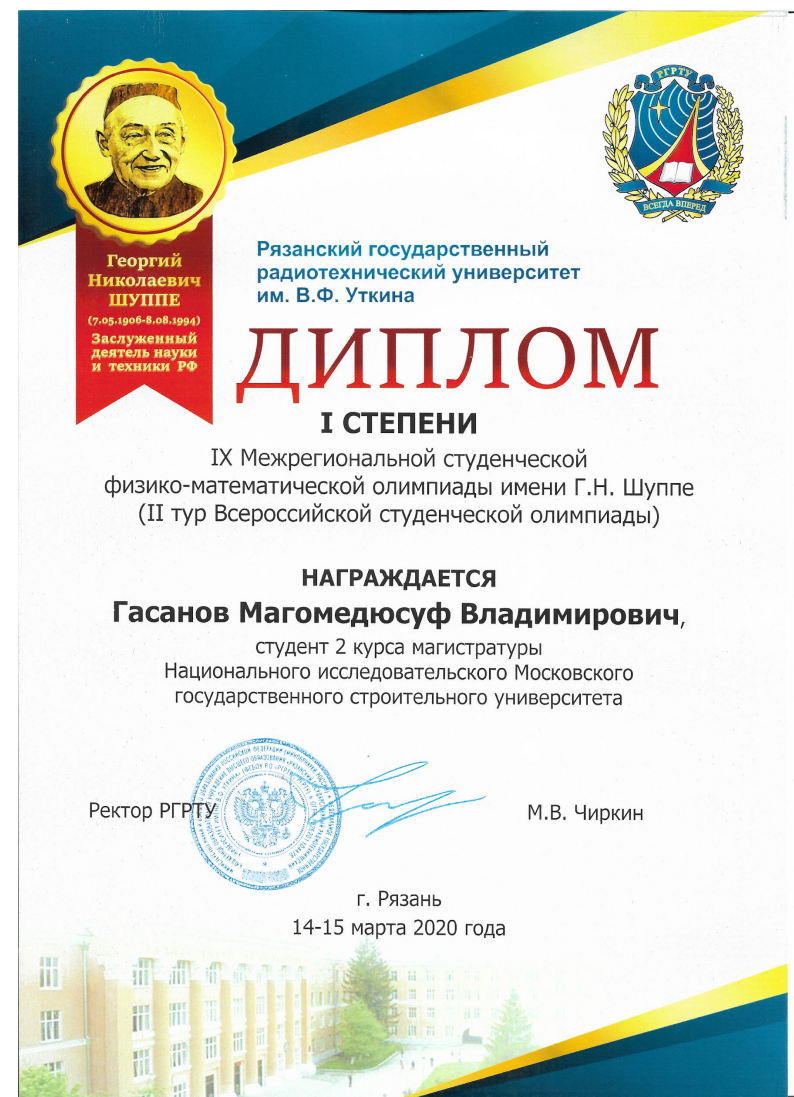 РГРТУ
ВСЕГДА ВПЕРЕД
Георгий
Николаевич
ШУППЕ
(7.05.1906-8.08.1994)
Заслуженный
деятель науки
и техники РФ
Рязанский государственный
радиотехнический университет
им. В.Ф. Уткина
ДИПЛОМ
I СТЕПЕНИ
IX Межрегиональной студенческой
физико-математической олимпиады имени Г.Н. Шуппе
(II тур Всероссийской студенческой олимпиады)
НАГРАЖДАЕТСЯ
Гасанов Магомедюсуф Владимирович,
студент 2 курса магистратуры
Национального исследовательского Московского
государственного строительного университета
Ректор РГРТУ
М.В. Чиркин
г. Рязань
14-15 марта 2020 года